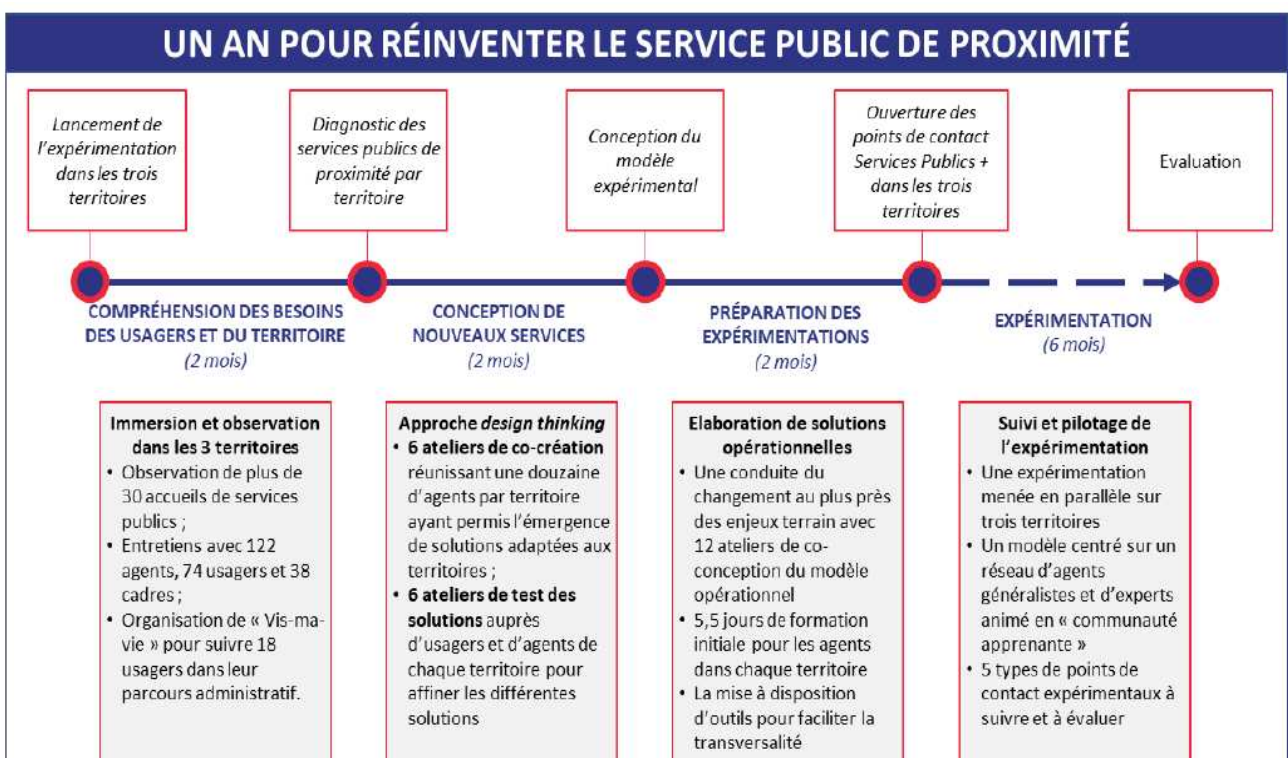 UN AN POUR RÉINVENTER LE SERVICE PUBLIC DE PROXIMITÉ
Lancement de
l'expérimentation
dans les trois
territoires
Diagnostic des
services publics de
proximité par
territoire
Conception du
modèle
expérimental
Ouverture des
points de contact
Services Publics +
dans les trois
territoires
Evaluation
COMPRÉHENSION DES BESOINS
DES USAGERS ET DU TERRITOIRE
(2 mois)
CONCEPTION DE
NOUVEAUX SERVICES
(2 mois)
PRÉPARATION DES
EXPÉRIMENTATIONS
(2 mois)
EXPÉRIMENTATION
(6 mois)
Immersion et observation
dans les 3 territoires
• Observation de plus de
30 accueils de services
publics ;
• Entretiens avec 122
agents, 74 usagers et 38
cadres ;
• Organisation de « Vis-ma-
vie » pour suivre 18
usagers dans leur
parcours administratif.
Approche design thinking
• 6 ateliers de co-création
réunissant une douzaine
d'agents par territoire
ayant permis l'émergence
de solutions adaptées aux
territoires ;
• 6 ateliers de test des
solutions auprès
d'usagers et d'agents de
chaque territoire pour
affiner les différentes
solutions
Elaboration de solutions
opérationnelles
• Une conduite du
changement au plus près
des enjeux terrain avec
12 ateliers de co-
conception du modèle
opérationnel
• 5,5 jours de formation
initiale pour les agents
dans chaque territoire
• La mise à disposition
d'outils pour faciliter la
transversalité
Suivi et pilotage de
l'expérimentation
• Une expérimentation
menée en parallèle sur
trois territoires
• Un modèle centré sur un
réseau d'agents
généralistes et d'experts
animé en « communauté
apprenante »
• 5 types de points de
contact expérimentaux à
suivre et à évaluer